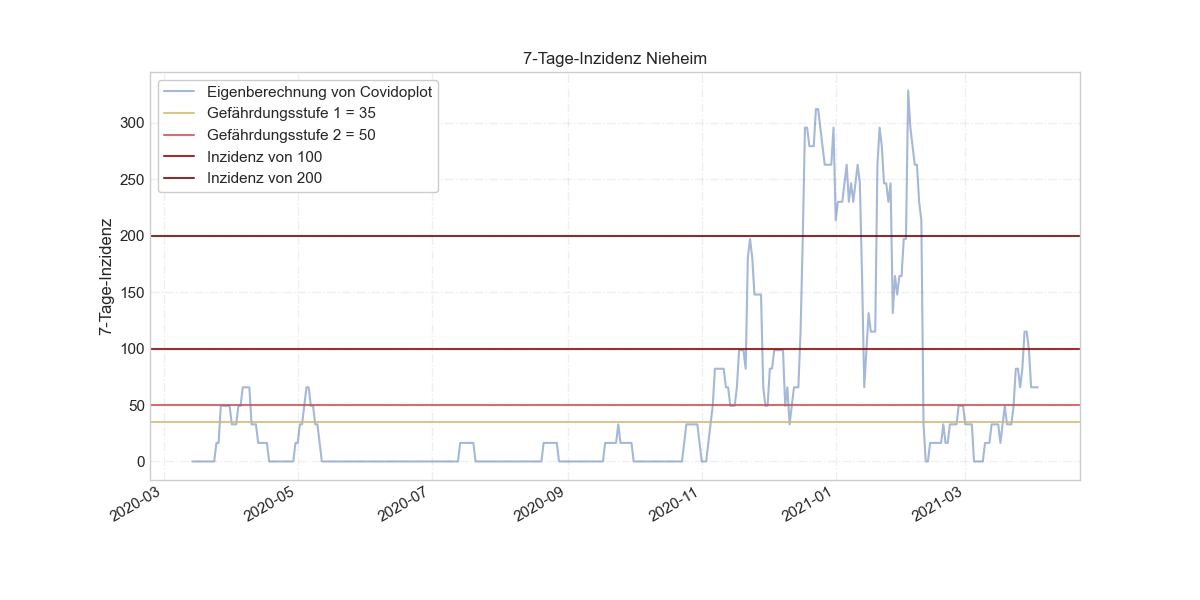 7-Tage-Inzidenz Nieheim
Eigenberechnung von Covidoplot
Gefährdungsstufe 1 = 35
Gefährdungsstufe 2 = 50
Inzidenz von 100
Inzidenz von 200
7-Tage-Inzidenz
300
250
200
150
100
50
0
2020-03
2020-05
2020-07
2020-09
2020-11
2021-01
2021-03